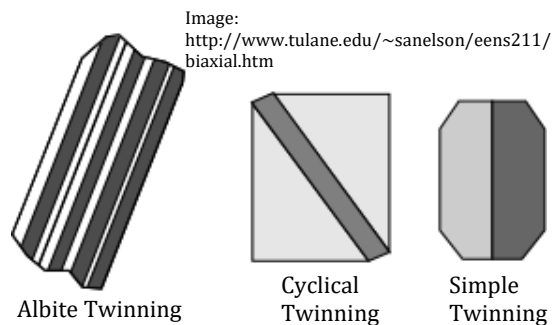 Image:
http://www.tulane.edu/~sanelson/eens211/
biaxial.htm
Albite Twinning
Cyclical
Twinning
Simple
Twinning